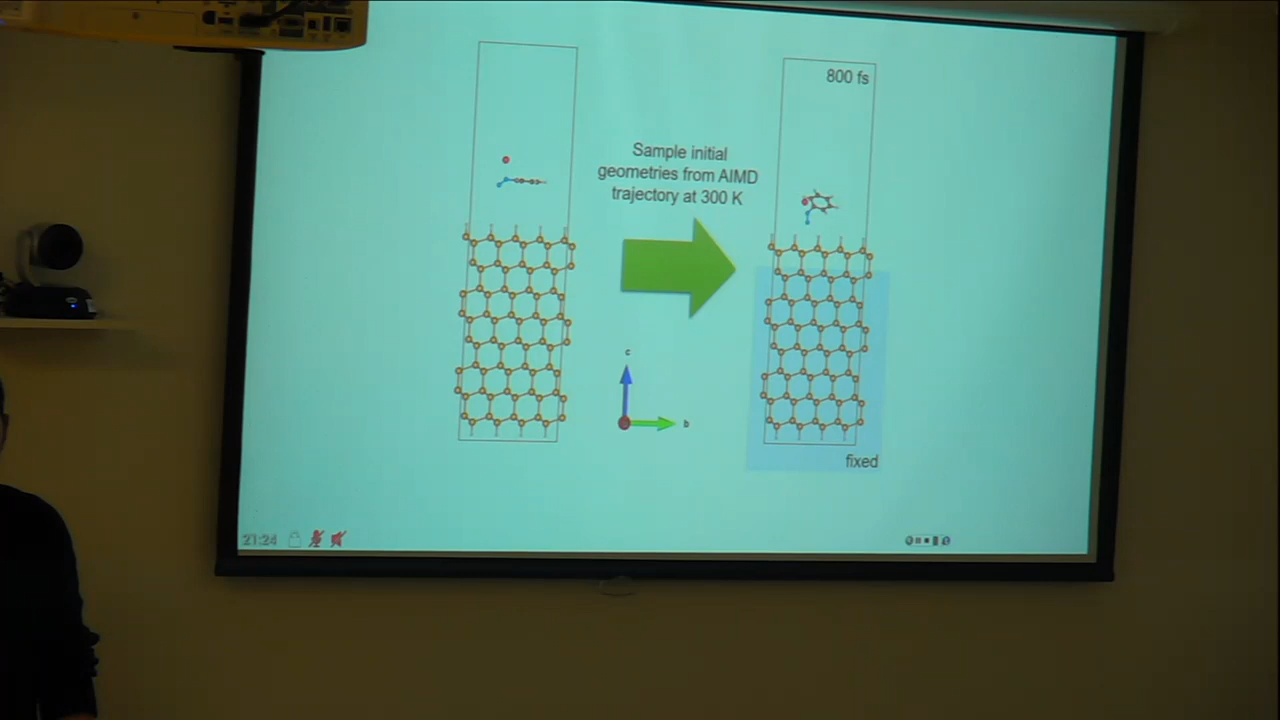 800 fs
Sample initial
geometries from AIMD
trajectory at 300 K
c
b
fixed
21:24